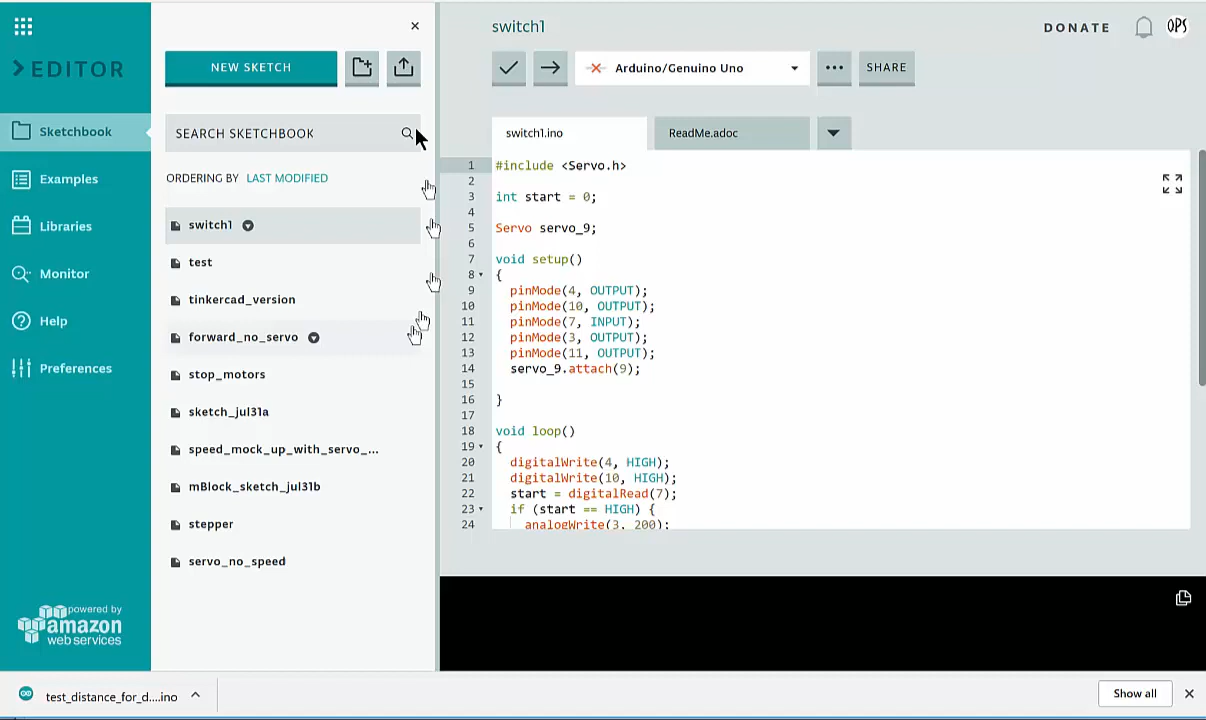 EDITOR
Sketchbook
Examples
Libraries
Monitor
Help
Preferences
powered by
amazon
web services
×
NEW SKETCH
SEARCH SKETCHBOOK
ORDERING BY LAST MODIFIED
switch1
test
tinkercad_version
forward_no_servo
stop_motors
sketch_jul31a
speed_mock_up_with_servo_...
mBlock_sketch_jul31b
stepper
servo_no_speed
switch1
DONATE
OPS
Arduino/Genuino Uno
SHARE
switch1.ino
ReadMe.adoc
1 #include <Servo.h>
2
3 int start = 0;
4
5 Servo servo_9;
6
7 void setup()
8 {
9 pinMode(4, OUTPUT);
10 pinMode(10, OUTPUT);
11 pinMode(7, INPUT);
12 pinMode(3, OUTPUT);
13 pinMode(11, OUTPUT);
14 servo_9.attach(9);
15
16 }
17
18 void loop()
19 {
20 digitalWrite(4, HIGH);
21 digitalWrite(10, HIGH);
22 start = digitalRead(7);
23 if (start == HIGH) {
24 analogWrite(3, 200);
test_distance_for_d....ino
Show all